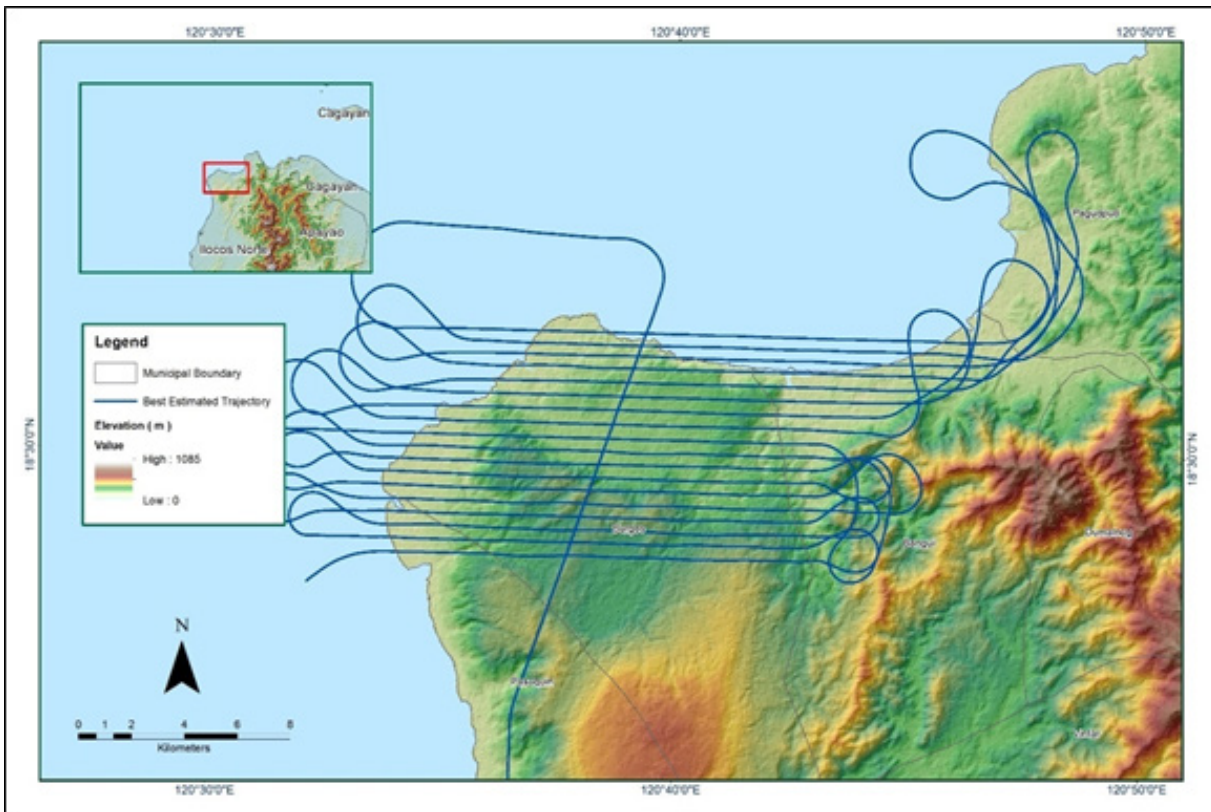 120°30'0"E
120°40'0"E
120°50'0"E
Cagayan
Cagayan
Apayao
Ilocos Norte
Pagudpud
Legend
Municipal Boundary
Best Estimated Trajectory
Elevation ( m )
Value
High : 1085
Low : 0
18°30'0"N
18°30'0"N
Burgos
Bangui
Dumalneg
N
Pasuquin
Vintar
0 1 2 4 6 8
Kilometers
120°30'0"E
120°40'0"E
120°50'0"E